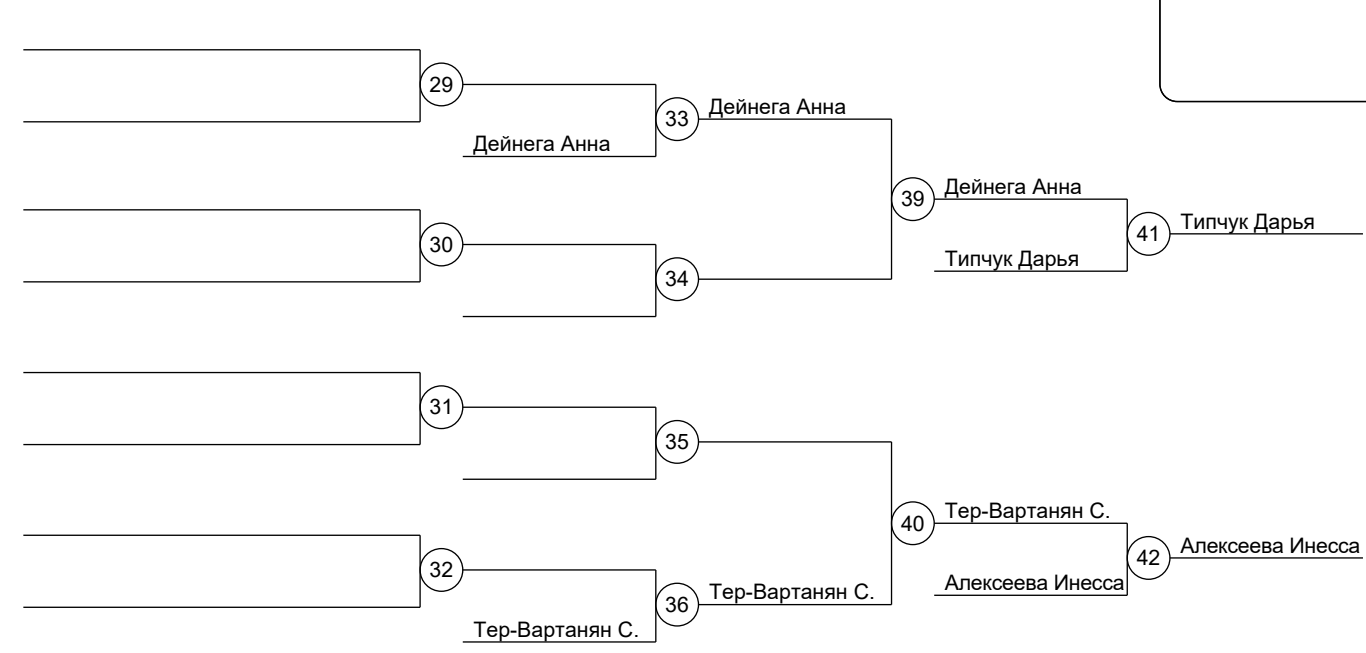 29
33
Дейнега Анна
Дейнега Анна
39
Дейнега Анна
30
34
Типчук Дарья
41
Типчук Дарья
31
35
40
Тер-Вартанян С.
32
36
Тер-Вартанян С.
Тер-Вартанян С.
Алексеева Инесса
42
Алексеева Инесса